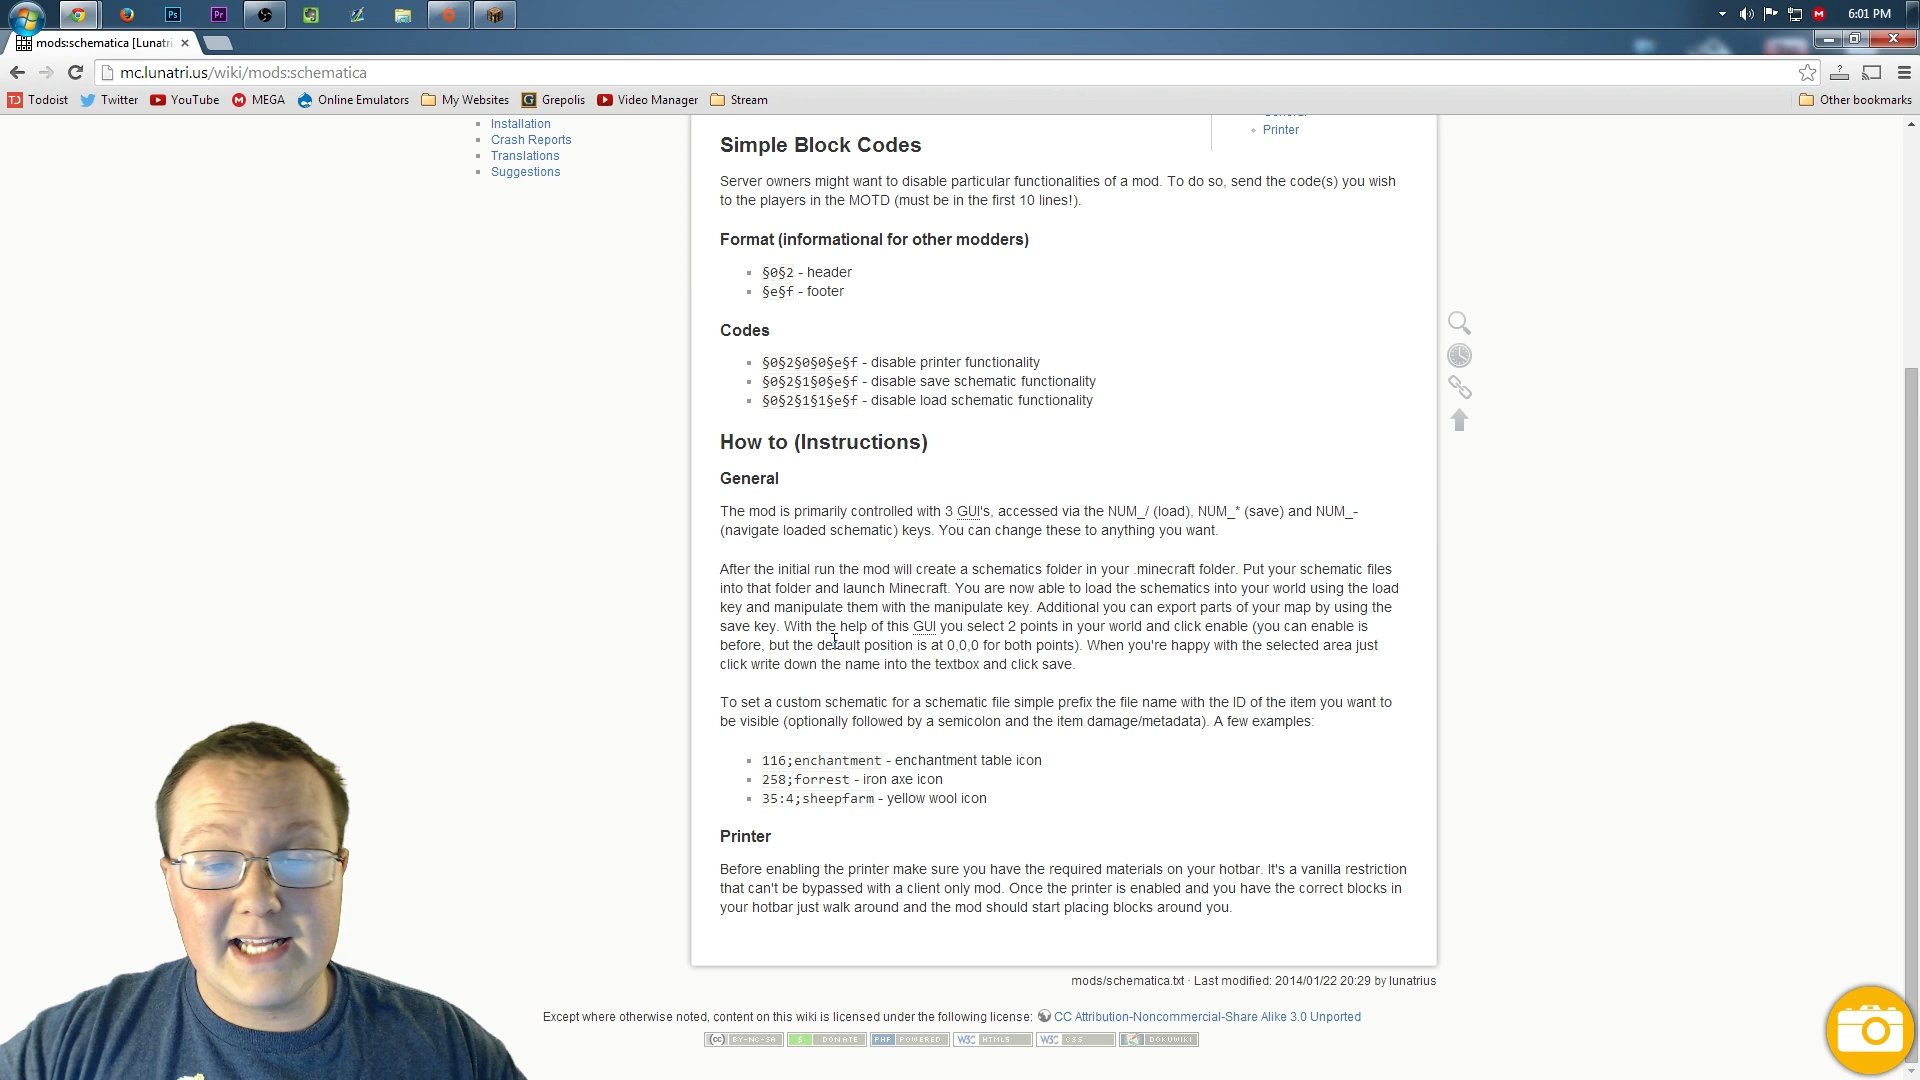 6:01 PM
mods:schematica [Lunatri
mc.lunatri.us/wiki/mods:schematica
Todoist Twitter YouTube MEGA Online Emulators My Websites Grepolis Video Manager Stream Other bookmarks
Installation
Crash Reports
Translations
Suggestions
Printer
Simple Block Codes
Server owners might want to disable particular functionalities of a mod. To do so, send the code(s) you wish
to the players in the MOTD (must be in the first 10 lines!).
Format (informational for other modders)
§0§2 - header
§e§f - footer
Codes
§0§2§0§0§e§f - disable printer functionality
§0§2§1§0§e§f - disable save schematic functionality
§0§2§1§1§e§f - disable load schematic functionality
How to (Instructions)
General
The mod is primarily controlled with 3 GUI's, accessed via the NUM_/ (load), NUM_* (save) and NUM_-
(navigate loaded schematic) keys. You can change these to anything you want.
After the initial run the mod will create a schematics folder in your .minecraft folder. Put your schematic files
into that folder and launch Minecraft. You are now able to load the schematics into your world using the load
key and manipulate them with the manipulate key. Additional you can export parts of your map by using the
save key. With the help of this GUI you select 2 points in your world and click enable (you can enable is
before, but the default position is at 0,0,0 for both points). When you're happy with the selected area just
click write down the name into the textbox and click save.
To set a custom schematic for a schematic file simple prefix the file name with the ID of the item you want to
be visible (optionally followed by a semicolon and the item damage/metadata). A few examples:
116;enchantment - enchantment table icon
258;forrest - iron axe icon
35:4;sheepfarm - yellow wool icon
Printer
Before enabling the printer make sure you have the required materials on your hotbar. It's a vanilla restriction
that can't be bypassed with a client only mod. Once the printer is enabled and you have the correct blocks in
your hotbar just walk around and the mod should start placing blocks around you.
mods/schematica.txt · Last modified: 2014/01/22 20:29 by lunatrius
Except where otherwise noted, content on this wiki is licensed under the following license: CC Attribution-Noncommercial-Share Alike 3.0 Unported
(cc) BY-NC-SA $ DONATE PHP POWERED W3C HTML5 W3C CSS DOKUWIKI